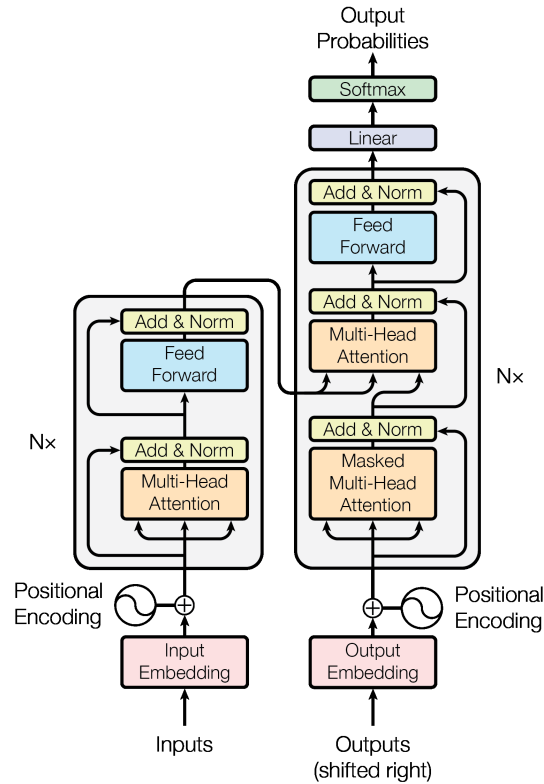 Output
Probabilities
Softmax
Linear
Add & Norm
Feed
Forward
Add & Norm
Multi-Head
Attention
Nx
Add & Norm
Masked
Multi-Head
Attention
Add & Norm
Feed
Forward
Nx
Add & Norm
Multi-Head
Attention
Positional
Encoding
Positional
Encoding
Input
Embedding
Output
Embedding
Inputs
Outputs
(shifted right)